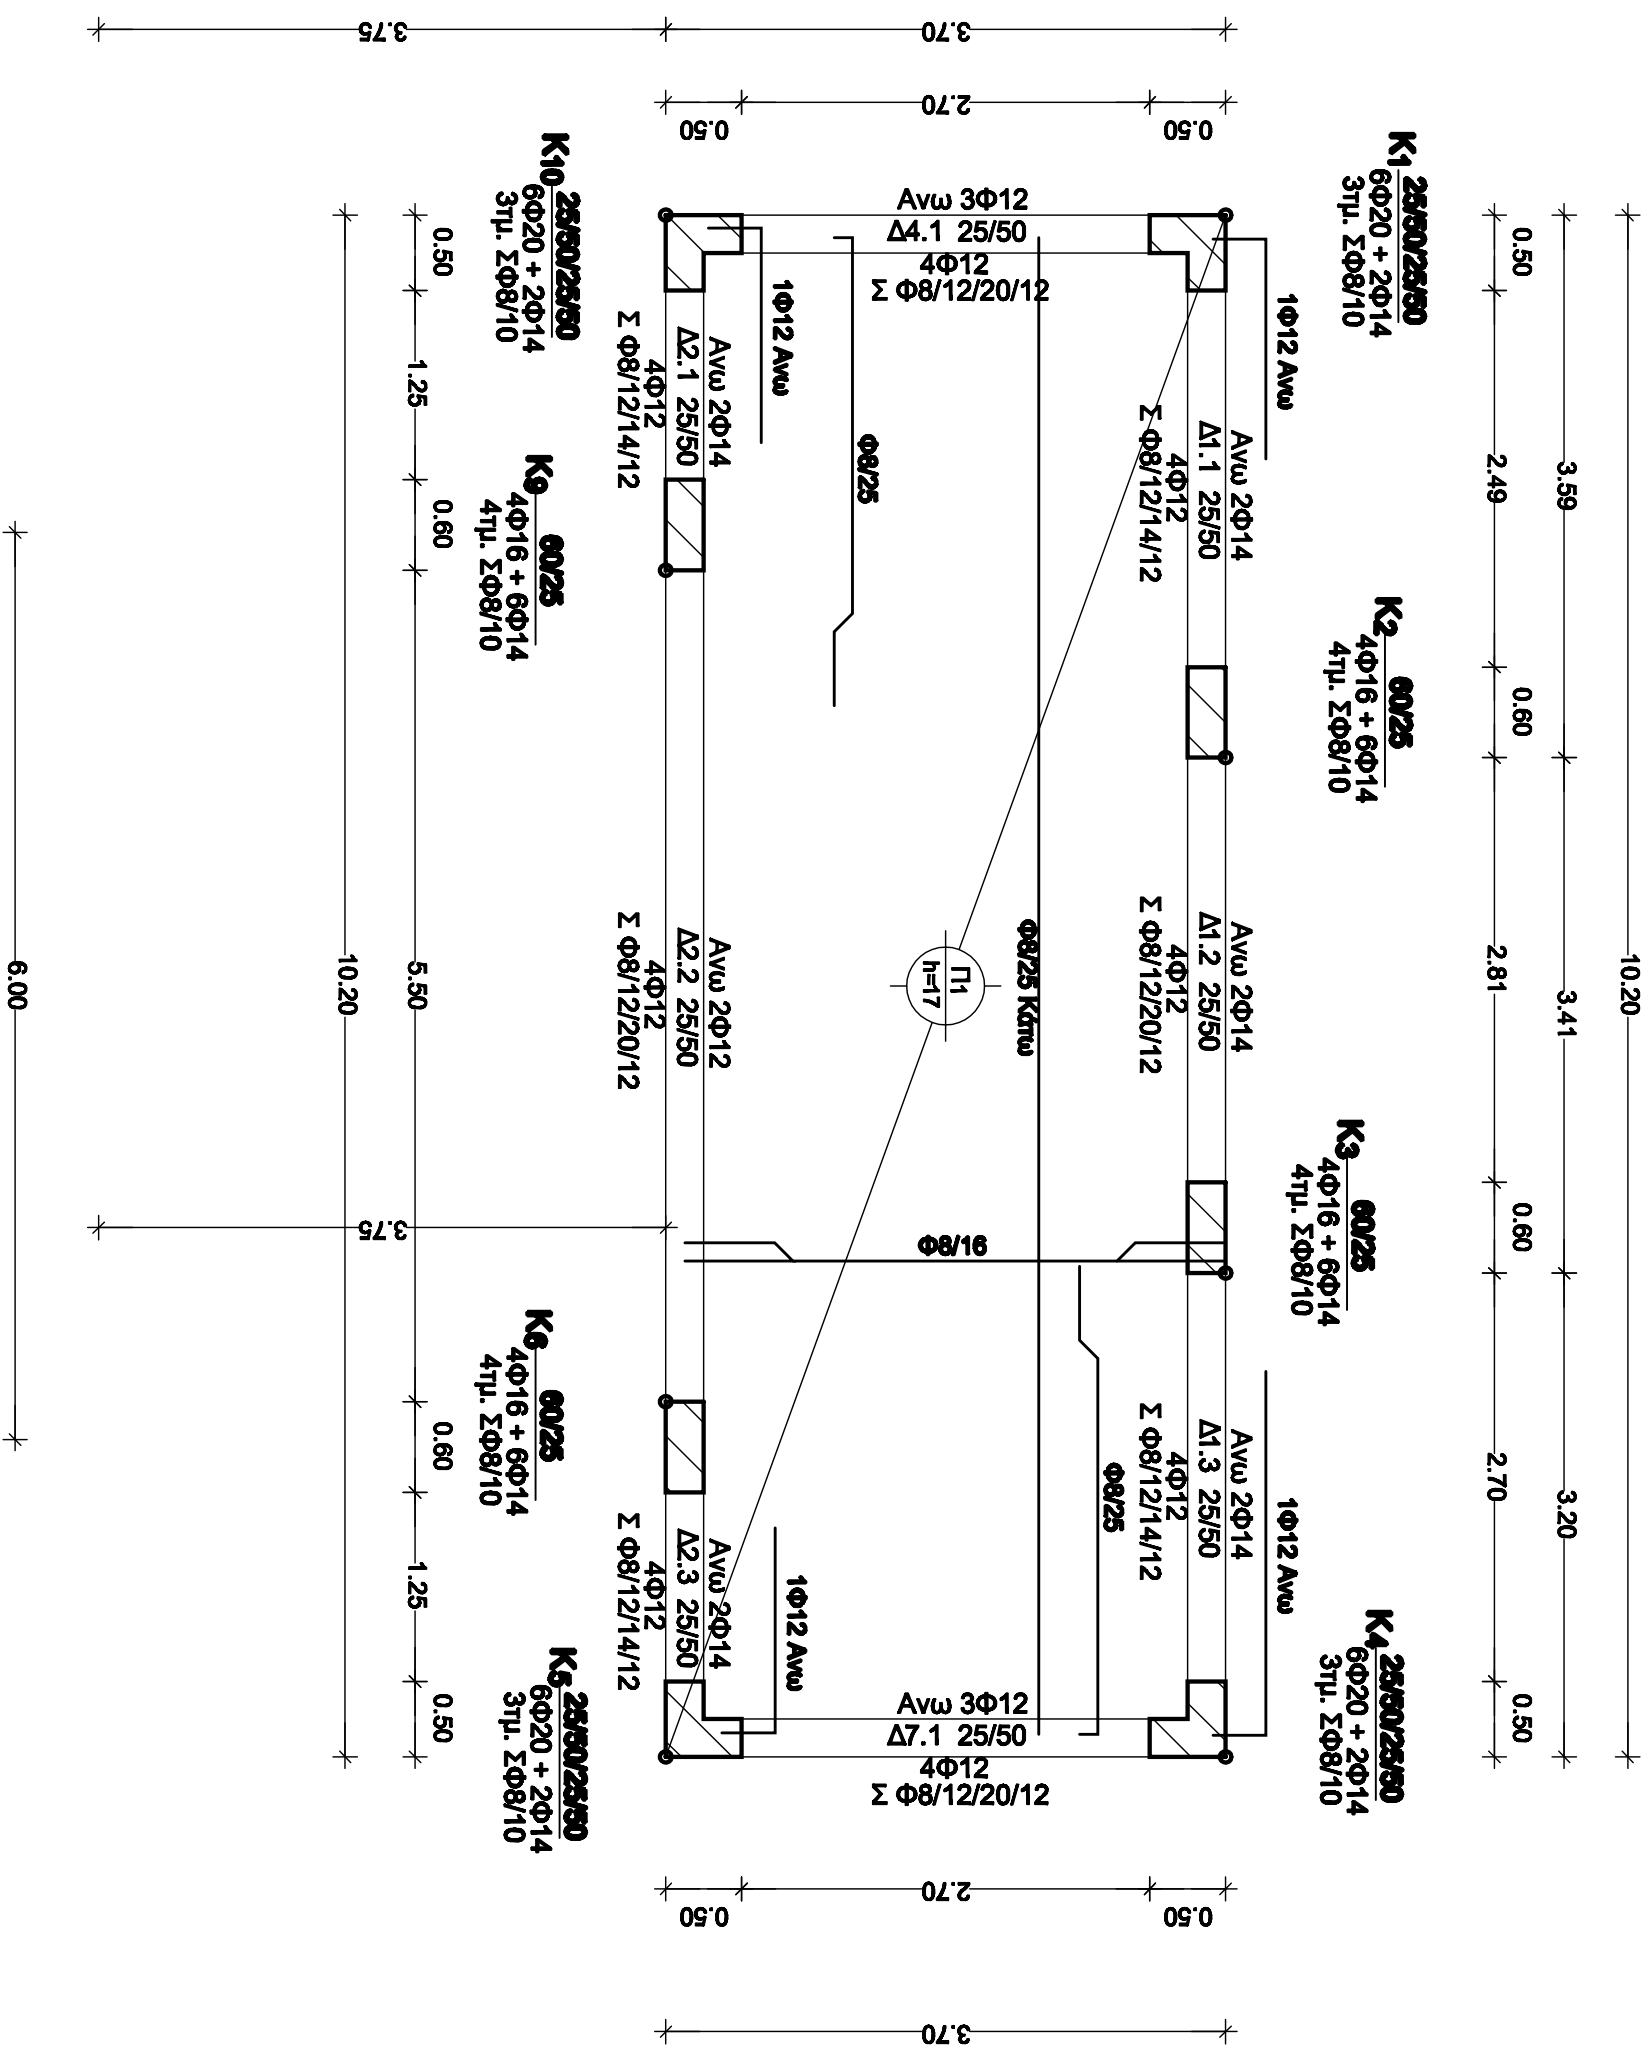 3.75
3.70
0.50
2.70
0.50
K10 25/50/25/50
6Φ20 + 2Φ14
3τμ. ΣΦ8/10
K1 25/50/25/50
6Φ20 + 2Φ14
3τμ. ΣΦ8/10
Ανω 3Φ12
Δ4.1 25/50
4Φ12
Σ Φ8/12/20/12
0.50
0.50
1Φ12 Ανω
1Φ12 Ανω
Ανω 2Φ14
Δ2.1 25/50
4Φ12
Σ Φ8/12/14/12
1.25
Φ8/25
Ανω 2Φ14
Δ1.1 25/50
4Φ12
Σ Φ8/12/14/12
2.49
3.59
K9 60/25
4Φ16 + 6Φ14
4τμ. ΣΦ8/10
0.60
K2 60/25
4Φ16 + 6Φ14
4τμ. ΣΦ8/10
0.60
6.00
10.20
5.50
Ανω 2Φ12
Δ2.2 25/50
4Φ12
Σ Φ8/12/20/12
Π1
h=17
Φ8/25 Κάτω
Ανω 2Φ14
Δ1.2 25/50
4Φ12
Σ Φ8/12/20/12
2.81
3.41
10.20
K3 60/25
4Φ16 + 6Φ14
4τμ. ΣΦ8/10
0.60
3.75
Φ8/16
K6 60/25
4Φ16 + 6Φ14
4τμ. ΣΦ8/10
0.60
Φ8/25
Ανω 2Φ14
Δ1.3 25/50
4Φ12
Σ Φ8/12/14/12
2.70
3.20
1Φ12 Ανω
1Φ12 Ανω
Ανω 2Φ14
Δ2.3 25/50
4Φ12
Σ Φ8/12/14/12
1.25
K5 25/50/25/50
6Φ20 + 2Φ14
3τμ. ΣΦ8/10
0.50
K4 25/50/25/50
6Φ20 + 2Φ14
3τμ. ΣΦ8/10
0.50
Ανω 3Φ12
Δ7.1 25/50
4Φ12
Σ Φ8/12/20/12
2.70
0.50
0.50
3.70